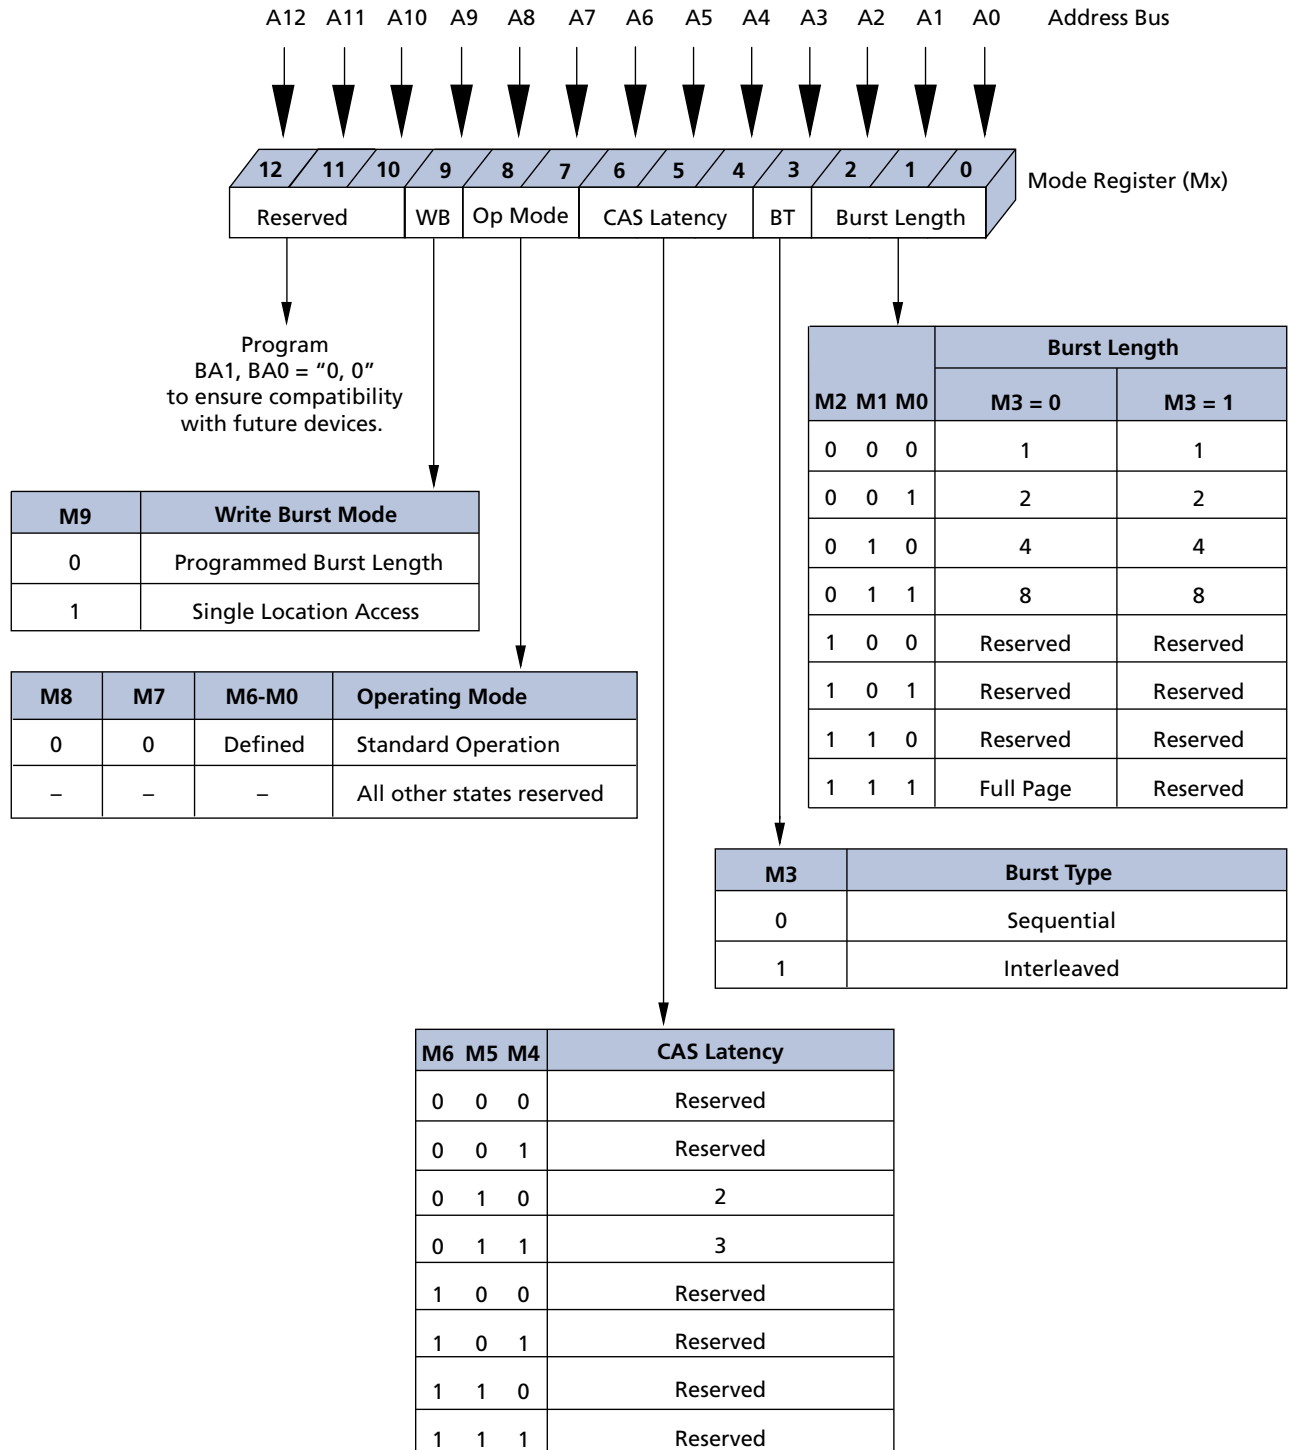 A12 A11 A10 A9 A8 A7 A6 A5 A4 A3 A2 A1 A0 Address Bus
12 11 10 9 8 7 6 5 4 3 2 1 0
Mode Register (Mx)
Reserved WB Op Mode CAS Latency BT Burst Length
Program
BA1, BA0 = “0, 0”
to ensure compatibility
with future devices.
Burst Length
M2 M1 M0 M3 = 0 M3 = 1
0 0 0 1 1
0 0 1 2 2
0 1 0 4 4
0 1 1 8 8
1 0 0 Reserved Reserved
1 0 1 Reserved Reserved
1 1 0 Reserved Reserved
1 1 1 Full Page Reserved
M9 Write Burst Mode
0 Programmed Burst Length
1 Single Location Access
M8 M7 M6-M0 Operating Mode
0 0 Defined Standard Operation
– – – All other states reserved
M3 Burst Type
0 Sequential
1 Interleaved
M6 M5 M4 CAS Latency
0 0 0 Reserved
0 0 1 Reserved
0 1 0 2
0 1 1 3
1 0 0 Reserved
1 0 1 Reserved
1 1 0 Reserved
1 1 1 Reserved